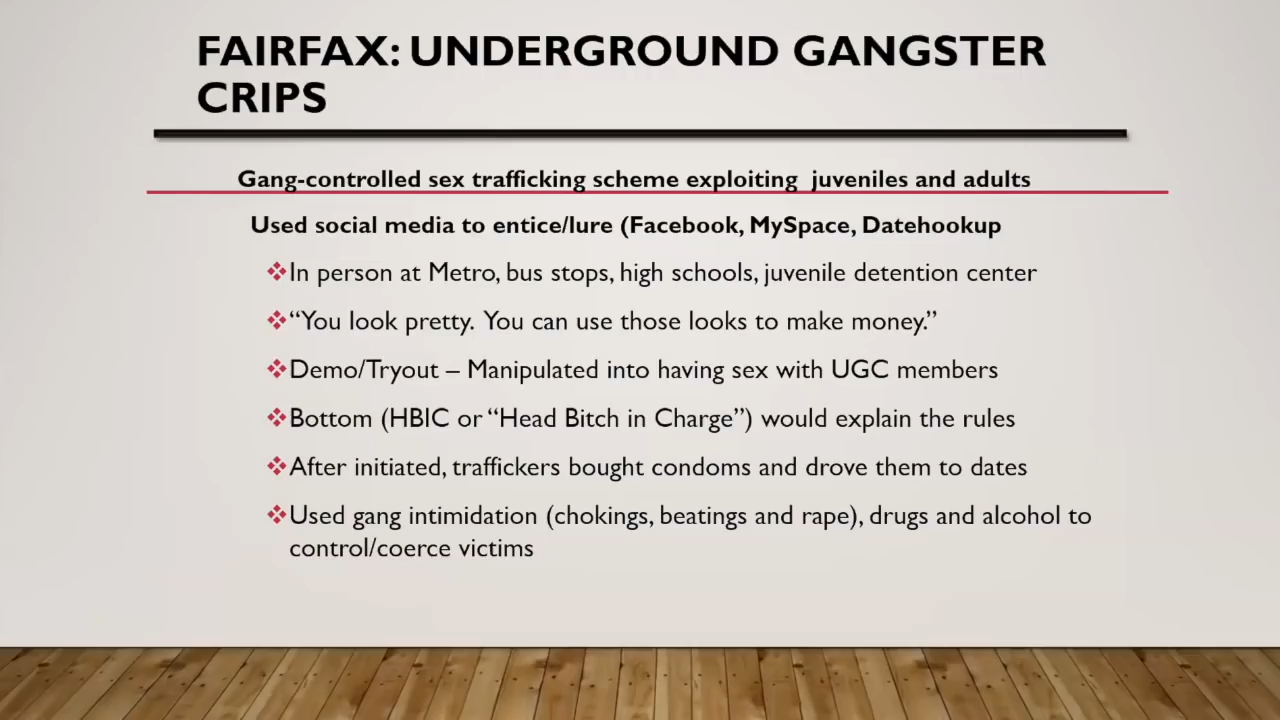 FAIRFAX: UNDERGROUND GANGSTER
CRIPS
Gang-controlled sex trafficking scheme exploiting juveniles and adults
Used social media to entice/lure (Facebook, MySpace, Datehookup
❖In person at Metro, bus stops, high schools, juvenile detention center
❖“You look pretty. You can use those looks to make money.”
❖Demo/Tryout – Manipulated into having sex with UGC members
❖Bottom (HBIC or “Head Bitch in Charge”) would explain the rules
❖After initiated, traffickers bought condoms and drove them to dates
❖Used gang intimidation (chokings, beatings and rape), drugs and alcohol to
control/coerce victims